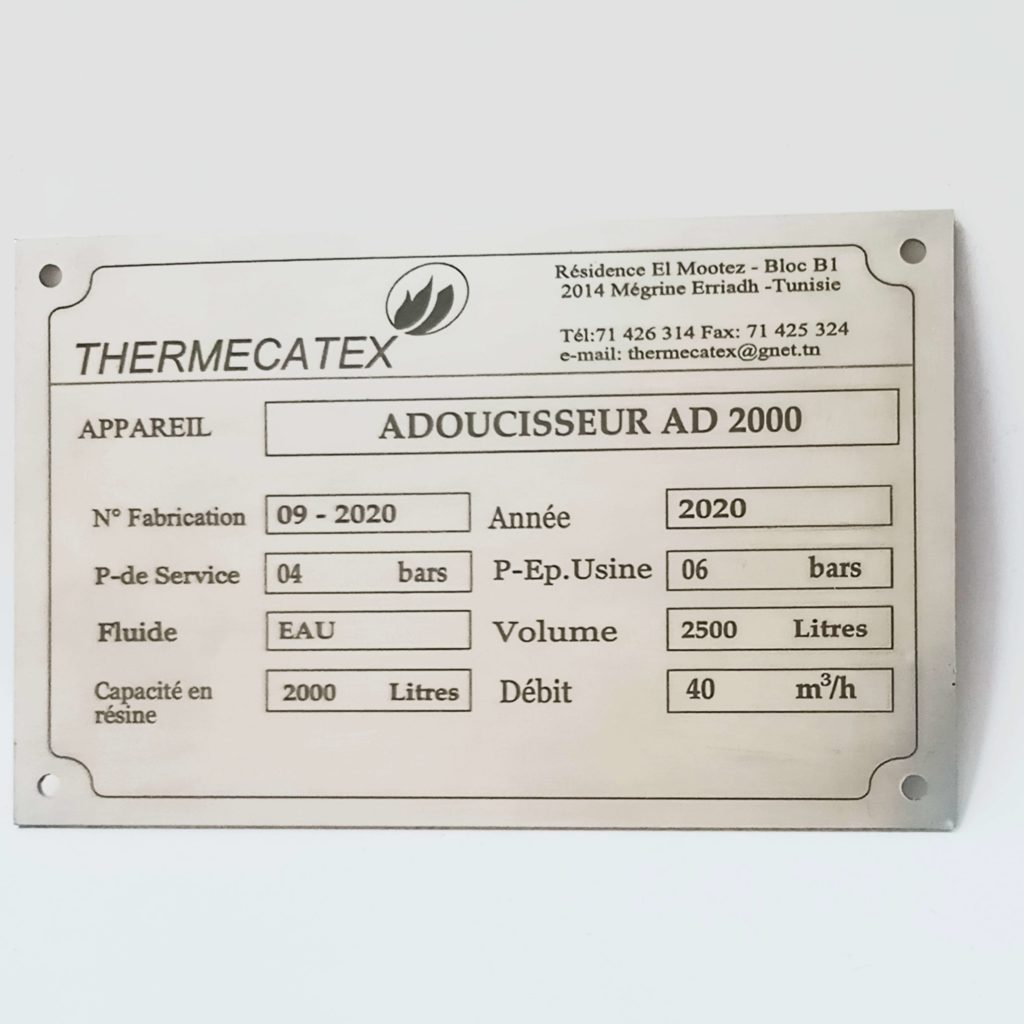 THERMECATEX
Résidence El Mootez - Bloc B1
2014 Mégrine Erriadh -Tunisie
Tél:71 426 314 Fax: 71 425 324
e-mail: thermecatex@gnet.tn
APPAREIL ADOUCISSEUR AD 2000
N° Fabrication 09 - 2020 Année 2020
P-de Service 04 bars P-Ep.Usine 06 bars
Fluide EAU Volume 2500 Litres
Capacité en
résine 2000 Litres Débit 40 m³/h